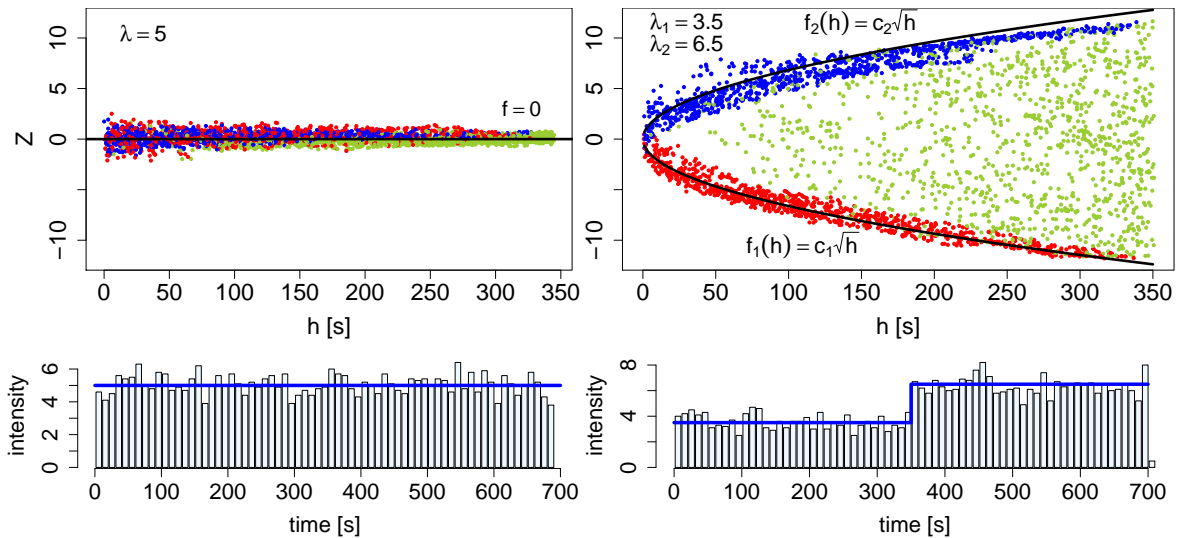 Z
10
5
0
−10
λ = 5
f = 0
0 50 100 150 200 250 300 350
h [s]
10
5
0
−10
λ₁ = 3.5
λ₂ = 6.5
f₂(h) = c₂√h
f₁(h) = c₁√h
0 50 100 150 200 250 300 350
h [s]
intensity
6
4
2
0
0 100 200 300 400 500 600 700
time [s]
intensity
8
4
0
0 100 200 300 400 500 600 700
time [s]